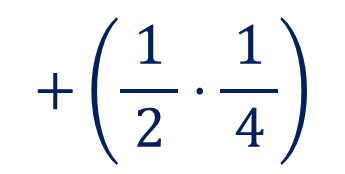 + (1/2 · 1/4)